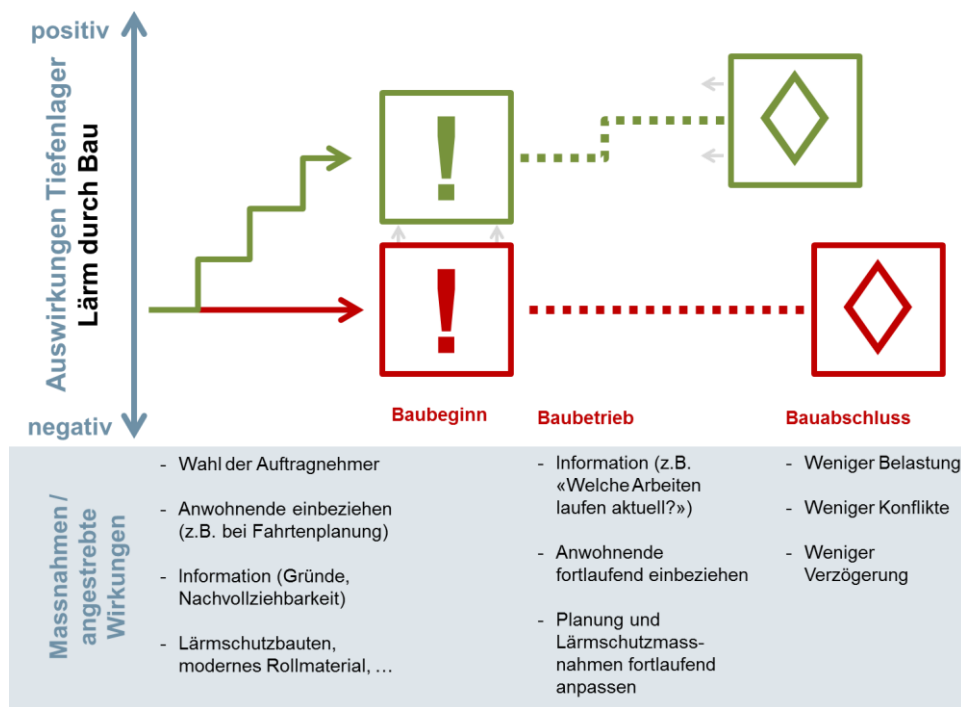 positiv
Auswirkungen Tiefenlager
Lärm durch Bau
negativ
!
!
Baubeginn
Baubetrieb
Bauabschluss
Massnahmen /
angestrebte
Wirkungen
- Wahl der Auftragnehmer
- Anwohnende einbeziehen
(z.B. bei Fahrtenplanung)
- Information (Gründe,
Nachvollziehbarkeit)
- Lärmschutzbauten,
modernes Rollmaterial, …
- Information (z.B.
«Welche Arbeiten
laufen aktuell?»)
- Anwohnende
fortlaufend einbeziehen
- Planung und
Lärmschutzmass-
nahmen fortlaufend
anpassen
- Weniger Belastung
- Weniger Konflikte
- Weniger
Verzögerung